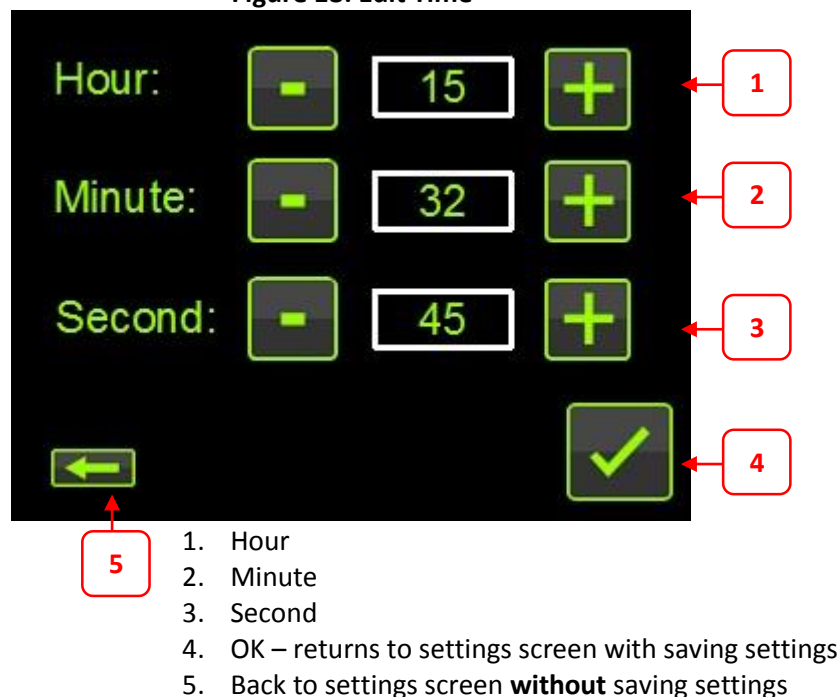 Hour: - 15 + 1
Minute: - 32 + 2
Second: - 45 + 3
4
5
1. Hour
2. Minute
3. Second
4. OK – returns to settings screen with saving settings
5. Back to settings screen without saving settings